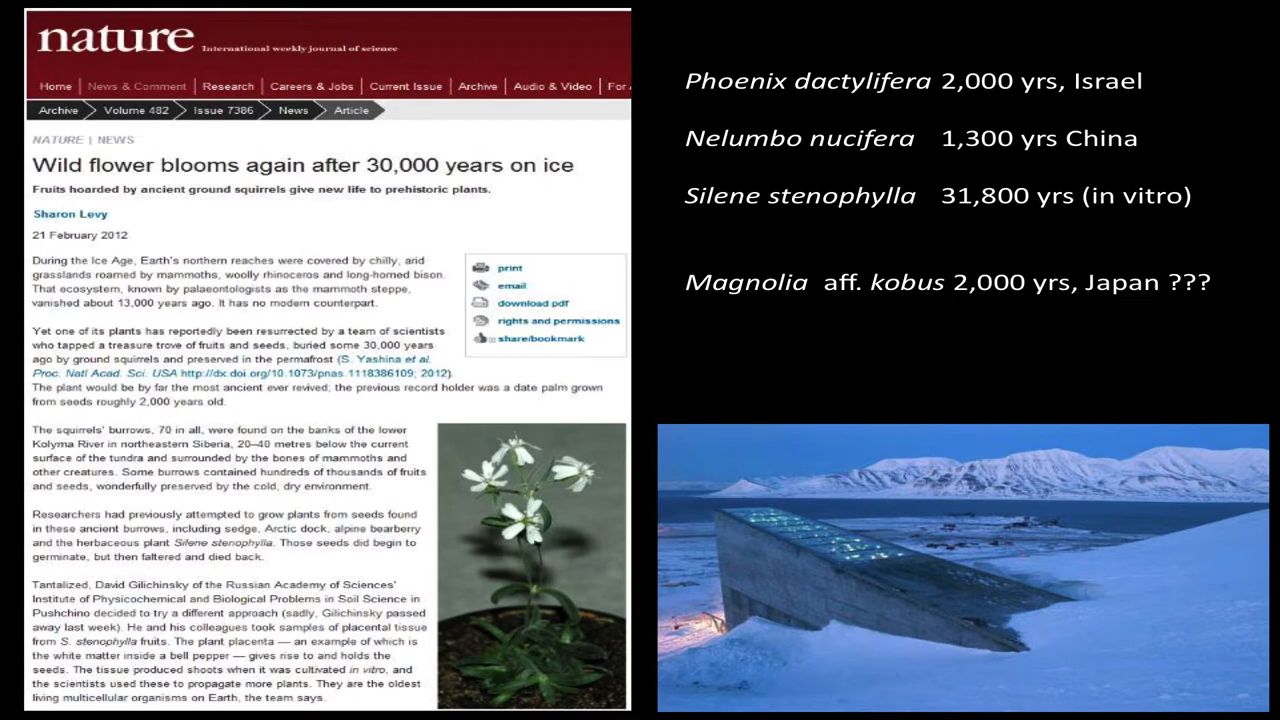 nature International weekly journal of science
Home | News & Comment | Research | Careers & Jobs | Current Issue | Archive | Audio & Video | For
Archive Volume 482 Issue 7386 News Article
NATURE | NEWS
Wild flower blooms again after 30,000 years on ice
Fruits hoarded by ancient ground squirrels give new life to prehistoric plants.
Sharon Levy
21 February 2012
During the Ice Age, Earth's northern reaches were covered by chilly, arid
grasslands roamed by mammoths, woolly rhinoceros and long-horned bison.
That ecosystem, known by palaeontologists as the mammoth steppe,
vanished about 13,000 years ago. It has no modern counterpart.
print
email
download pdf
rights and permissions
share/bookmark
Yet one of its plants has reportedly been resurrected by a team of scientists
who tapped a treasure trove of fruits and seeds, buried some 30,000 years
ago by ground squirrels and preserved in the permafrost (S. Yashina et al.
Proc. Natl Acad. Sci. USA http://dx.doi.org/10.1073/pnas.1118386109; 2012).
The plant would be by far the most ancient ever revived; the previous record holder was a date palm grown
from seeds roughly 2,000 years old.
The squirrels' burrows, 70 in all, were found on the banks of the lower
Kolyma River in northeastern Siberia, 20–40 metres below the current
surface of the tundra and surrounded by the bones of mammoths and
other creatures. Some burrows contained hundreds of thousands of fruits
and seeds, wonderfully preserved by the cold, dry environment.
Researchers had previously attempted to grow plants from seeds found
in these ancient burrows, including sedge, Arctic dock, alpine bearberry
and the herbaceous plant Silene stenophylla. Those seeds did begin to
germinate, but then faltered and died back.
Tantalized, David Gilichinsky of the Russian Academy of Sciences'
Institute of Physicochemical and Biological Problems in Soil Science in
Pushchino decided to try a different approach (sadly, Gilichinsky passed
away last week). He and his colleagues took samples of placental tissue
from S. stenophylla fruits. The plant placenta — an example of which is
the white matter inside a bell pepper — gives rise to and holds the
seeds. The tissue produced shoots when it was cultivated in vitro, and
the scientists used these to propagate more plants. They are the oldest
living multicellular organisms on Earth, the team says.
Phoenix dactylifera 2,000 yrs, Israel
Nelumbo nucifera 1,300 yrs China
Silene stenophylla 31,800 yrs (in vitro)
Magnolia aff. kobus 2,000 yrs, Japan ???